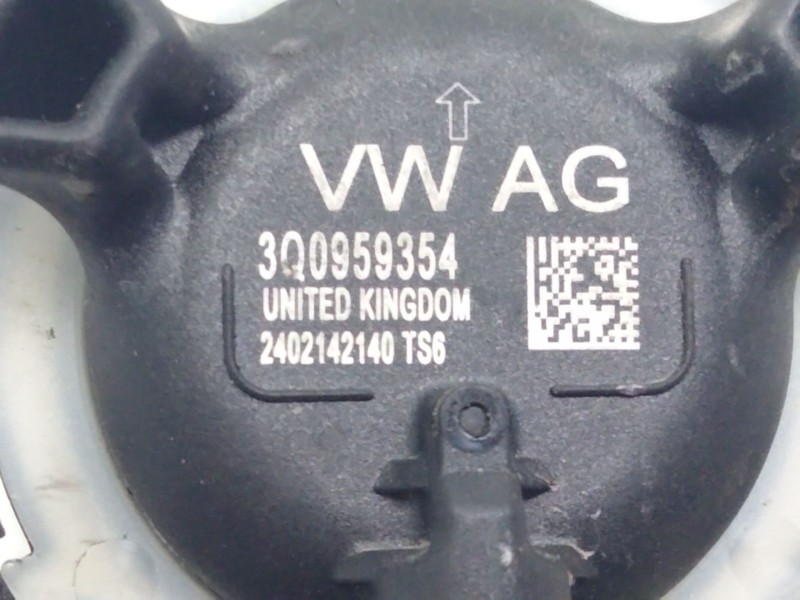 VW AG
3Q0959354
UNITED KINGDOM
2402142140 TS6